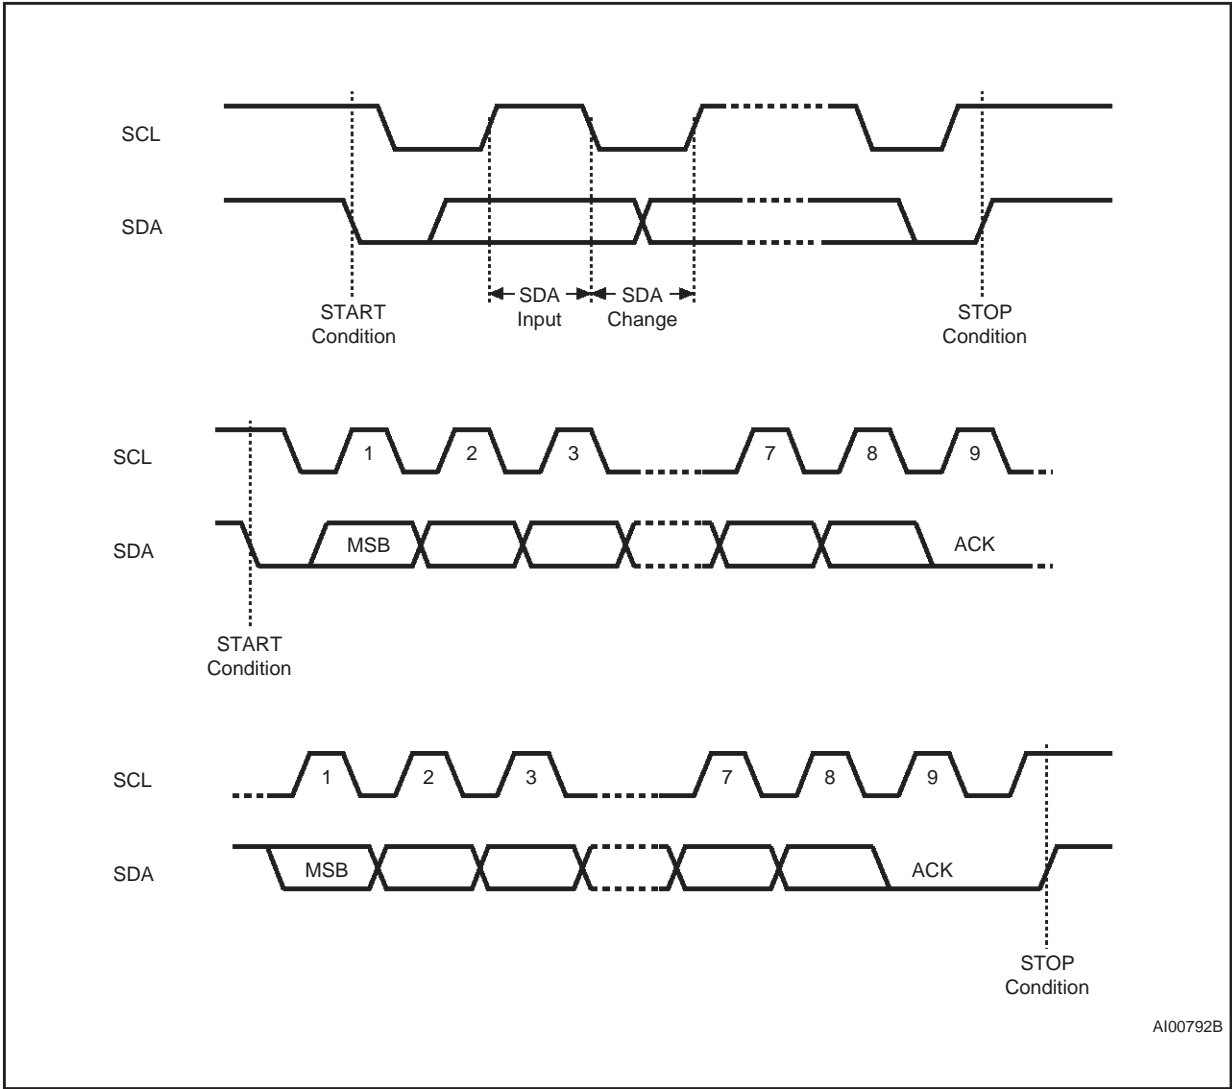 SCL
SDA
START
Condition
SDA
Input
SDA
Change
STOP
Condition
SCL
1 2 3 7 8 9
SDA
MSB ACK
START
Condition
SCL
1 2 3 7 8 9
SDA
MSB ACK
STOP
Condition
AI00792B